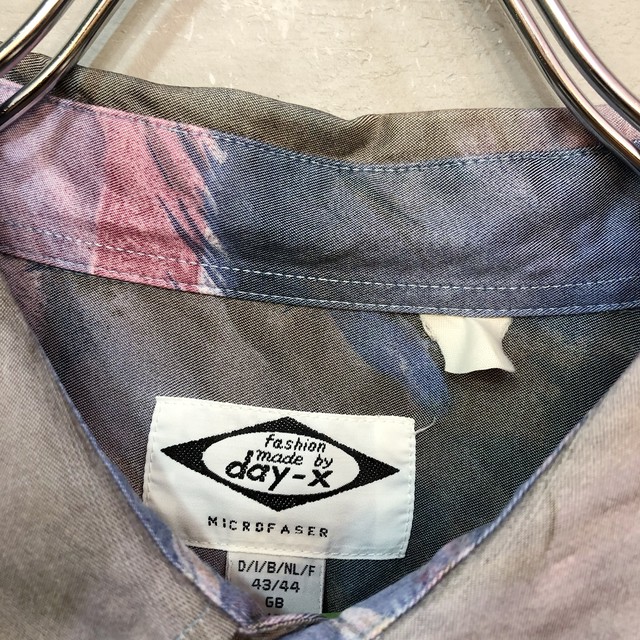 fashion
made by
day-x
MICROFASER
D/I/B/NL/F
43/44
GB